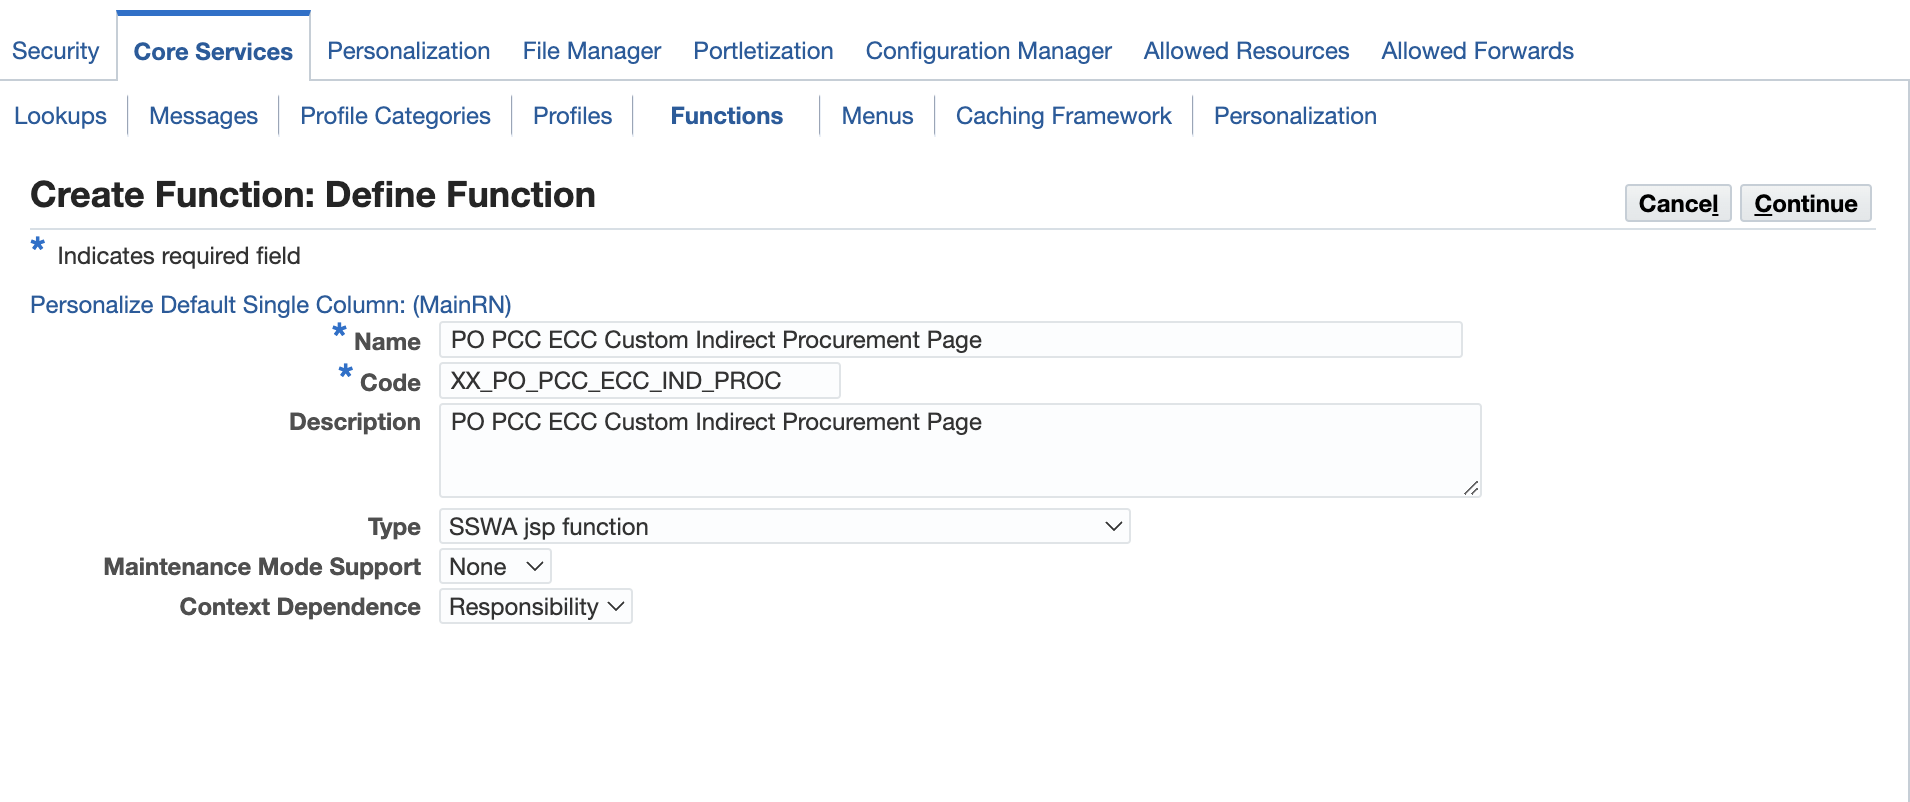 Security Core Services Personalization File Manager Portletization Configuration Manager Allowed Resources Allowed Forwards
Lookups Messages Profile Categories Profiles Functions Menus Caching Framework Personalization
Create Function: Define Function Cancel Continue
* Indicates required field
Personalize Default Single Column: (MainRN)
* Name PO PCC ECC Custom Indirect Procurement Page
* Code XX_PO_PCC_ECC_IND_PROC
Description PO PCC ECC Custom Indirect Procurement Page
Type SSWA jsp function
Maintenance Mode Support None
Context Dependence Responsibility